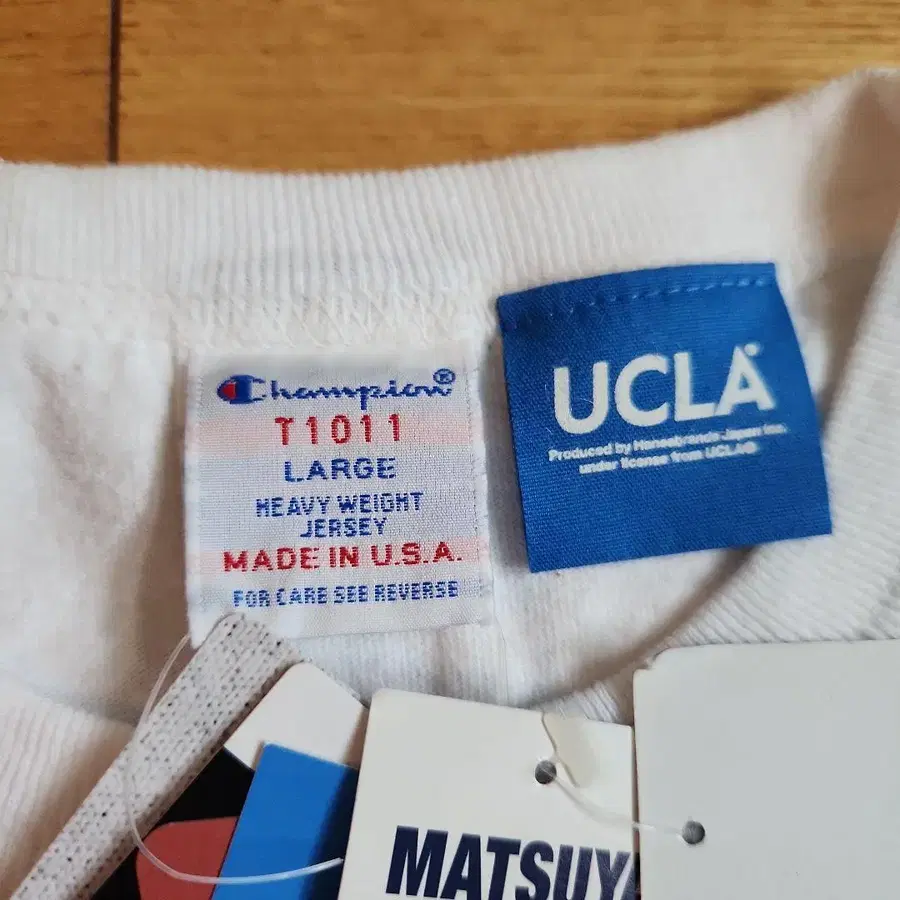 Champion®
T1011
LARGE
HEAVY WEIGHT
JERSEY
MADE IN U.S.A.
FOR CARE SEE REVERSE
UCLA
Produced by Hanesbrands Japan Inc.
under license from UCLA®
MATSUY